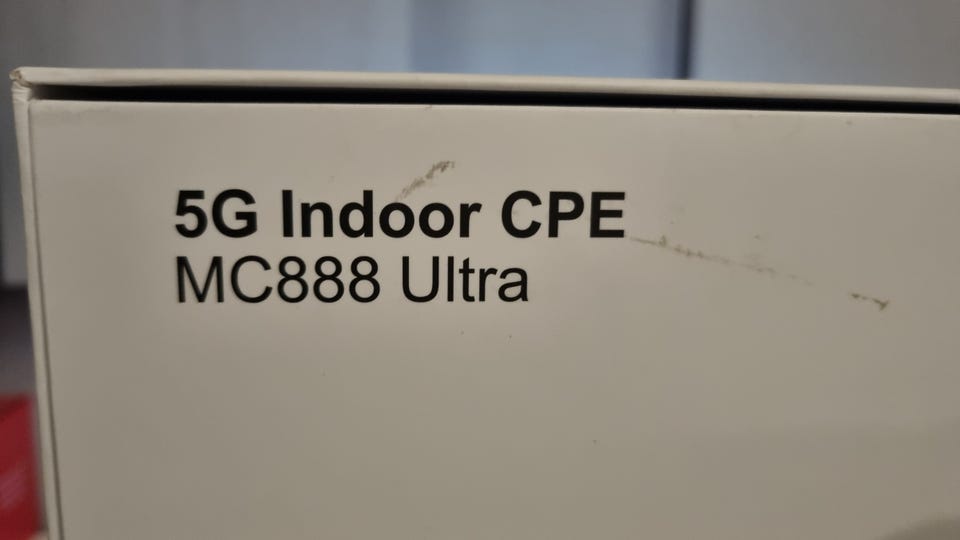 5G Indoor CPE
MC888 Ultra